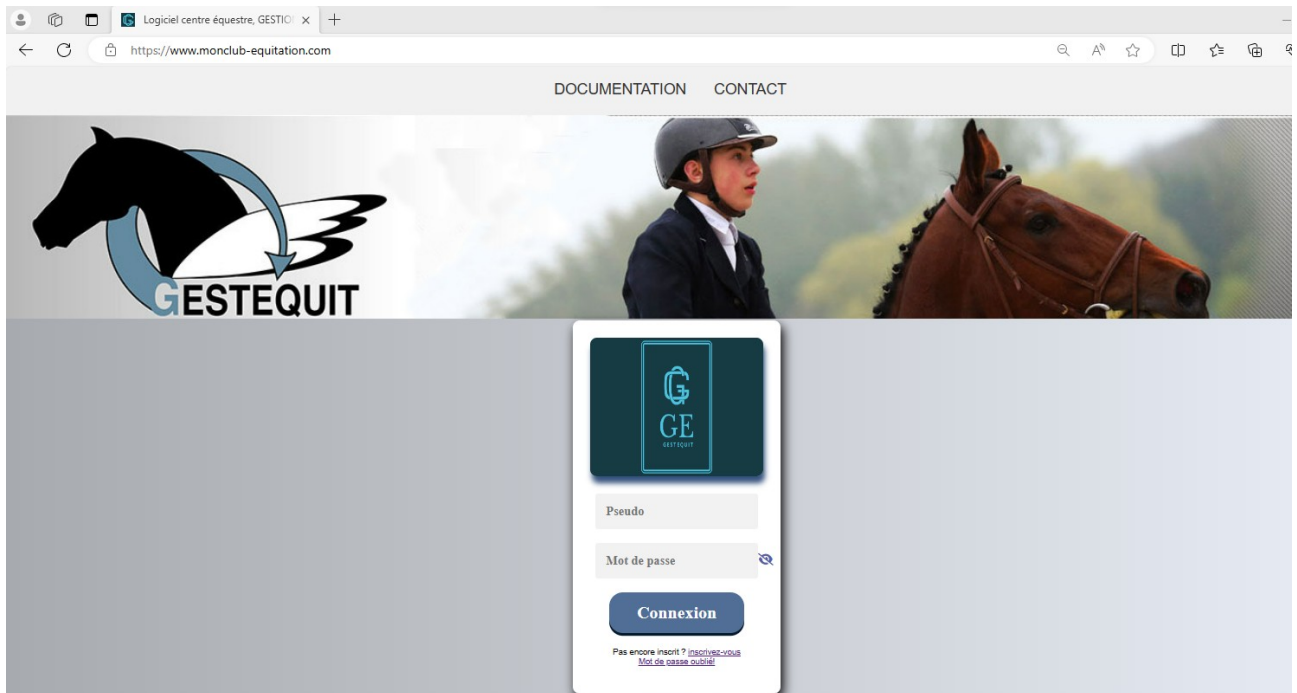 Logiciel centre équestre, GESTIO
https://www.monclub-equitation.com
DOCUMENTATION CONTACT
GESTEQUIT
GE
GESTEQUIT
Pseudo
Mot de passe
Connexion
Pas encore inscrit ? inscrivez-vous
Mot de passe oublié!